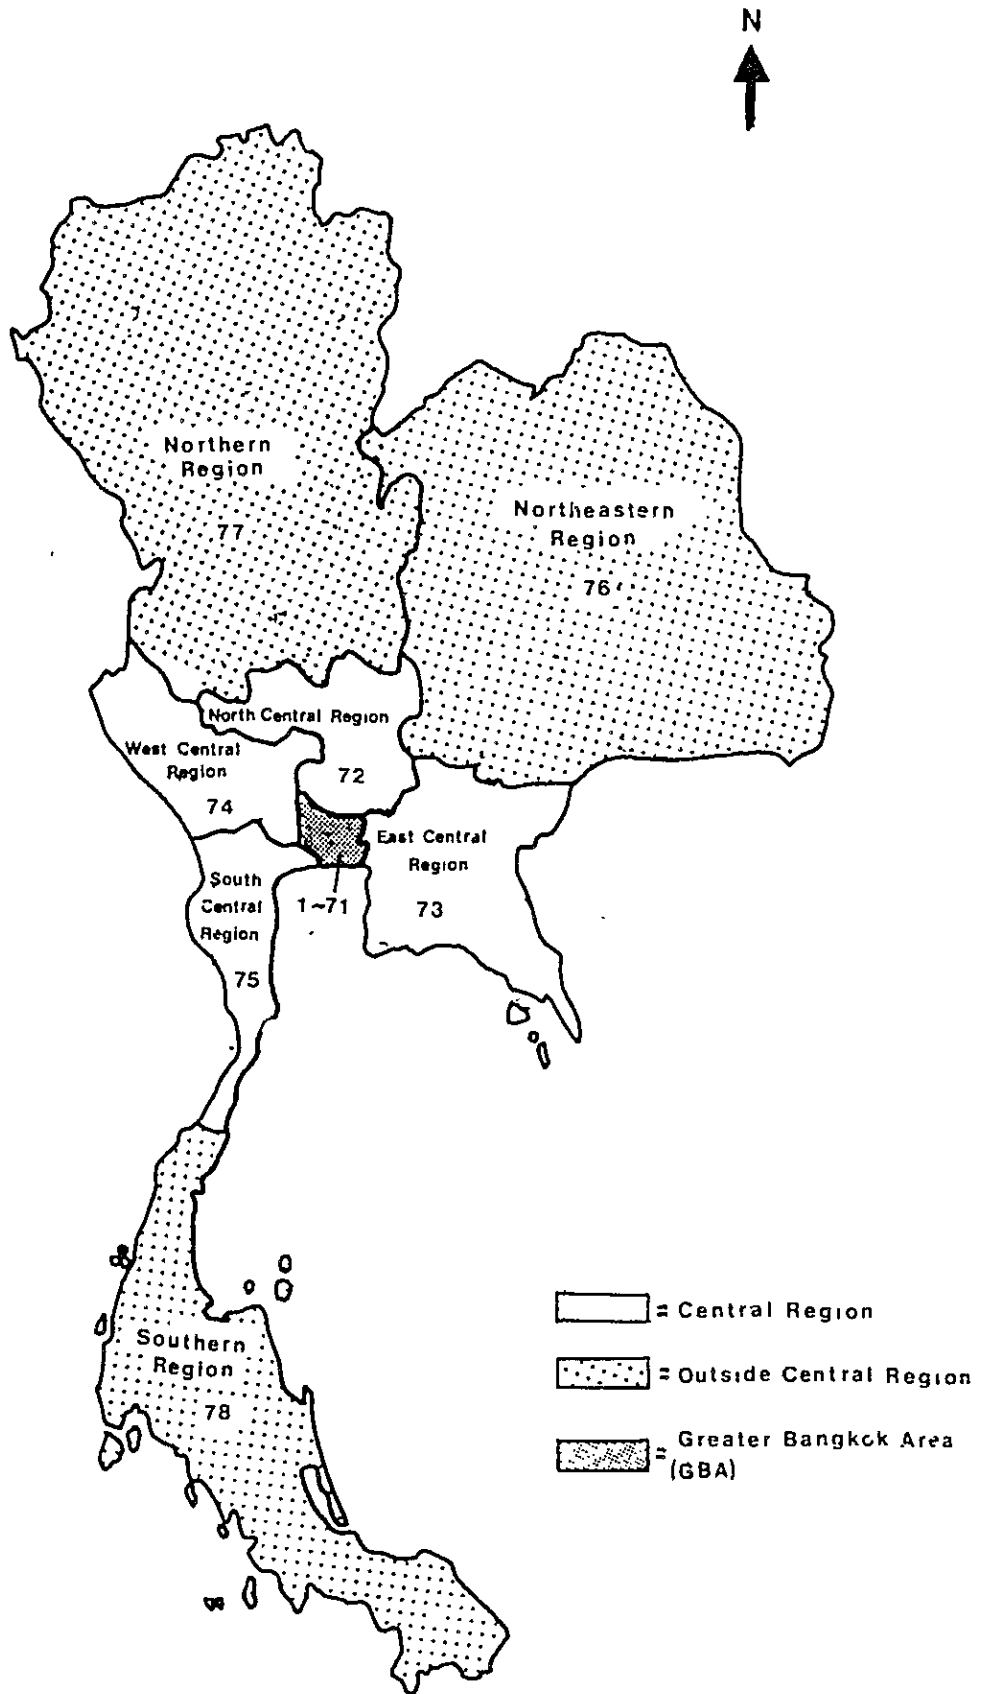 N
Northern
Region
77
Northeastern
Region
76
North Central Region
West Central
Region
72
74
East Central
Region
South
Central
Region
1~71
73
75
Southern
Region
78
= Central Region
= Outside Central Region
= Greater Bangkok Area
(GBA)